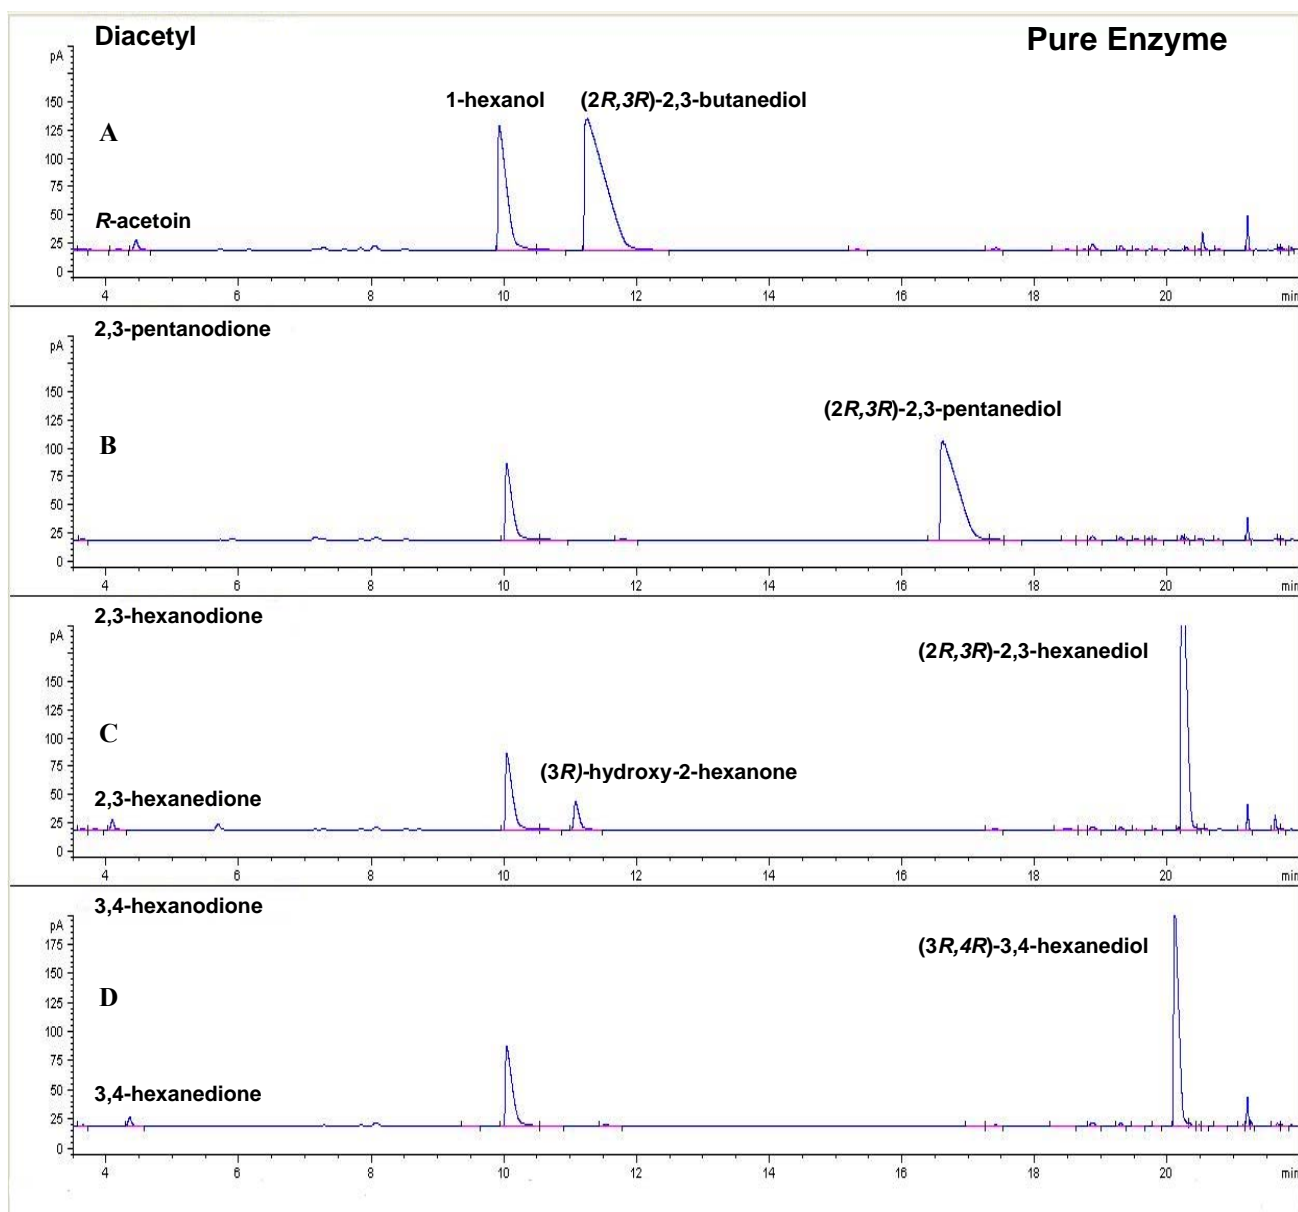 Diacetyl
Pure Enzyme
pA
1-hexanol (2R,3R)-2,3-butanediol
150
125
A
100
75
50
R-acetoin
25
0
4 6 8 10 12 14 16 18 20 min
2,3-pentanodione
pA
(2R,3R)-2,3-pentanediol
150
125
B
100
75
50
25
0
4 6 8 10 12 14 16 18 20 min
2,3-hexanodione
pA
(2R,3R)-2,3-hexanediol
150
125
C
100
(3R)-hydroxy-2-hexanone
75
2,3-hexanedione
50
25
0
4 6 8 10 12 14 16 18 20 min
3,4-hexanodione
pA
(3R,4R)-3,4-hexanediol
175
150
D
125
100
75
3,4-hexanedione
50
25
0
4 6 8 10 12 14 16 18 20 min